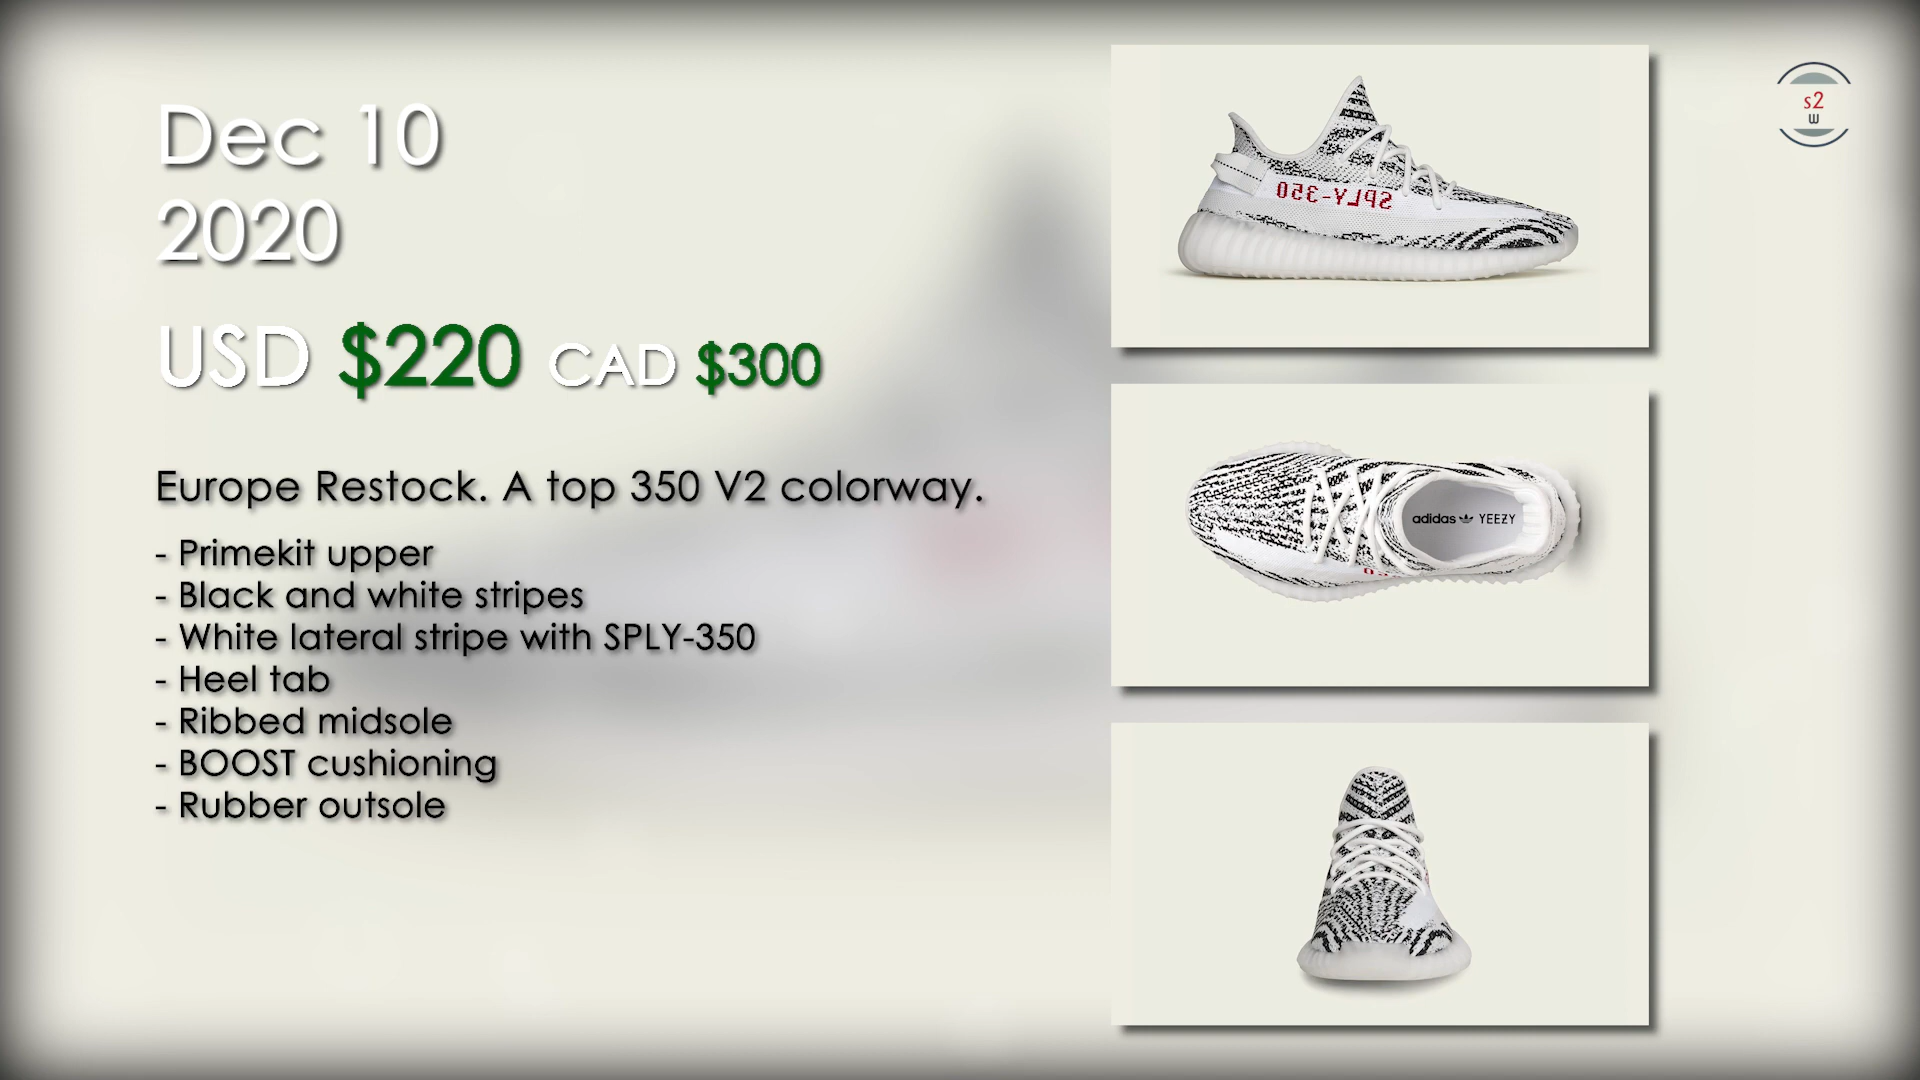 Dec 10
2020
USD $220 CAD $300
Europe Restock. A top 350 V2 colorway.
- Primekit upper
- Black and white stripes
- White lateral stripe with SPLY-350
- Heel tab
- Ribbed midsole
- BOOST cushioning
- Rubber outsole
s2
w
SPLY-350
adidas YEEZY